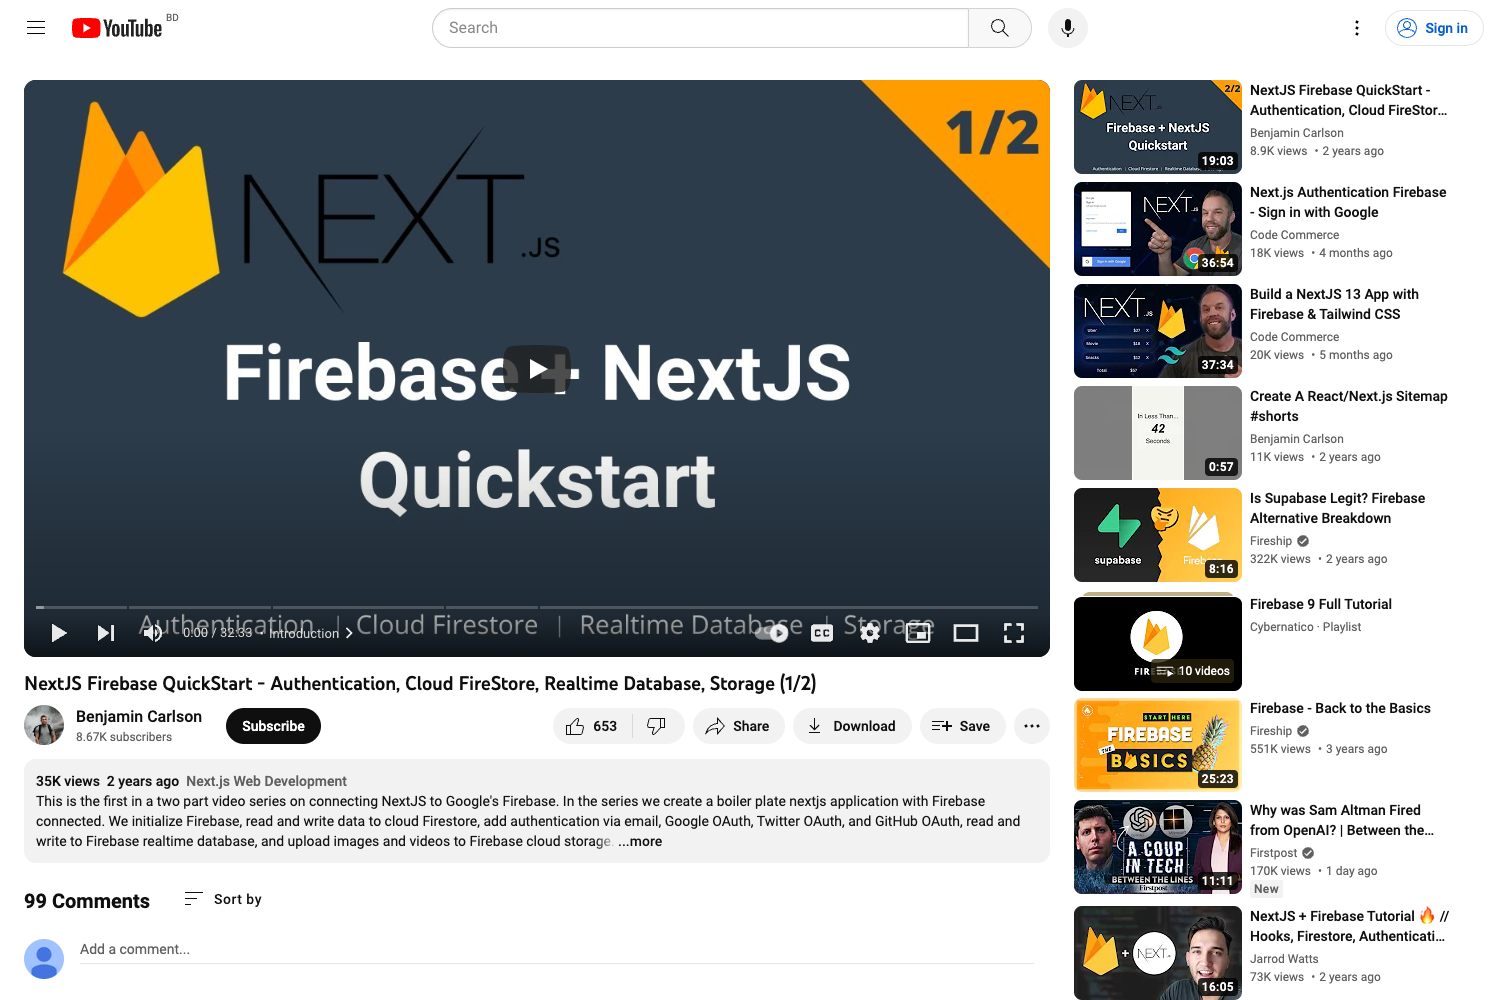 YouTube BD
Search
Sign in
1/2
NEXT.JS
Firebase + NextJS
Quickstart
Authentication | Cloud Firestore | Realtime Database | Storage
0:00 / 32:33 • Introduction
CC
NextJS Firebase QuickStart - Authentication, Cloud FireStore, Realtime Database, Storage (1/2)
Benjamin Carlson
8.67K subscribers
Subscribe
653
Share
Download
Save
35K views 2 years ago Next.js Web Development
This is the first in a two part video series on connecting NextJS to Google's Firebase. In the series we create a boiler plate nextjs application with Firebase
connected. We initialize Firebase, read and write data to cloud Firestore, add authentication via email, Google OAuth, Twitter OAuth, and GitHub OAuth, read and
write to Firebase realtime database, and upload images and videos to Firebase cloud storage. ...more
99 Comments
Sort by
Add a comment...
2/2
NEXT.JS
Firebase + NextJS
Quickstart
19:03
Authentication | Cloud Firestore | Realtime Database
NextJS Firebase QuickStart -
Authentication, Cloud FireStor...
Benjamin Carlson
8.9K views • 2 years ago
NEXT.JS
36:54
Next.js Authentication Firebase
- Sign in with Google
Code Commerce
18K views • 4 months ago
NEXT.JS
Uber $27 X
Movie $18 X
Snacks $12 X
Total $57
37:34
Build a NextJS 13 App with
Firebase & Tailwind CSS
Code Commerce
20K views • 5 months ago
In Less Than...
42
Seconds
0:57
Create A React/Next.js Sitemap
#shorts
Benjamin Carlson
11K views • 2 years ago
supabase
Fireb
8:16
Is Supabase Legit? Firebase
Alternative Breakdown
Fireship
322K views • 2 years ago
FIRE
10 videos
Firebase 9 Full Tutorial
Cybernatico · Playlist
START HERE
FIREBASE
THE
BASICS
25:23
Firebase - Back to the Basics
Fireship
551K views • 3 years ago
A COUP
IN TECH
BETWEEN THE LINES
Firstpost
11:11
Why was Sam Altman Fired
from OpenAI? | Between the...
Firstpost
170K views • 1 day ago
New
+ NEXT.JS
16:05
NextJS + Firebase Tutorial 🔥 //
Hooks, Firestore, Authenticati...
Jarrod Watts
73K views • 2 years ago